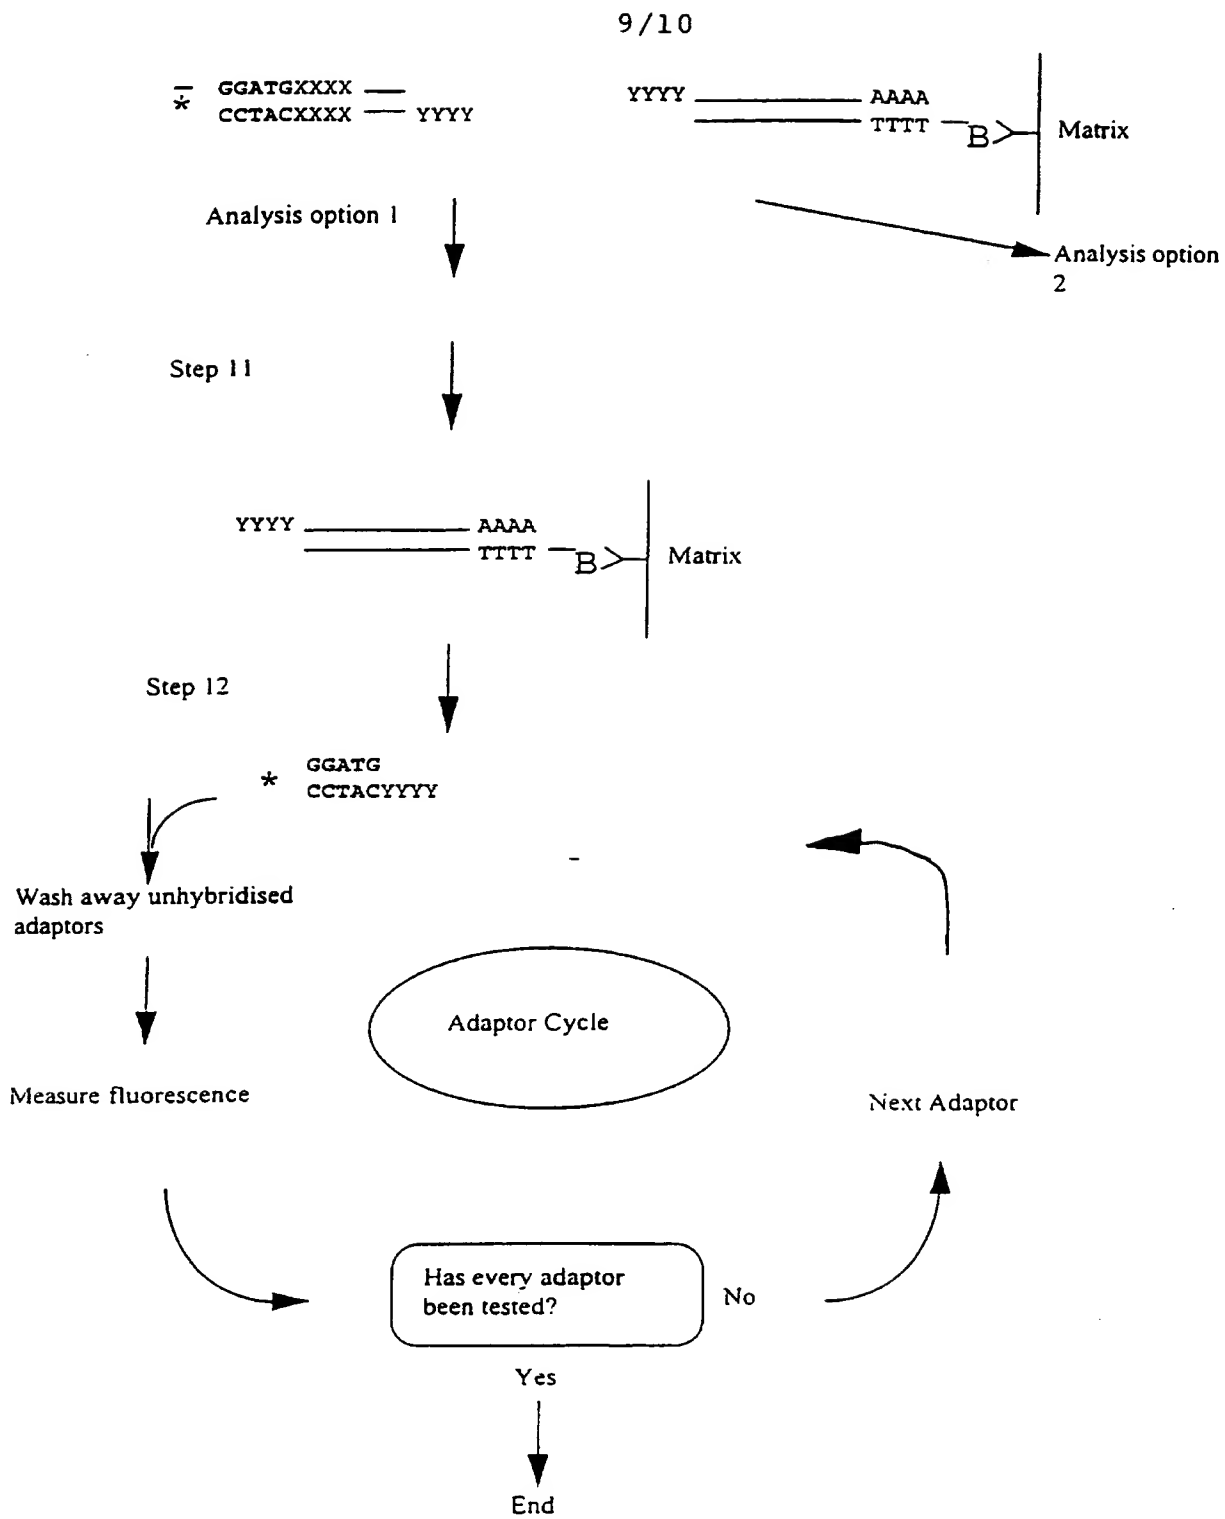 9/10
GGATGXXXX
* CCTACXXXX YYYY
YYYY AAAA
TTTT B Matrix
Analysis option 1
Analysis option
2
Step 11
YYYY AAAA
TTTT B Matrix
Step 12
* GGATG
CCTACYYYY
Wash away unhybridised
adaptors
Adaptor Cycle
Measure fluorescence
Next Adaptor
Has every adaptor
been tested?
No
Yes
End